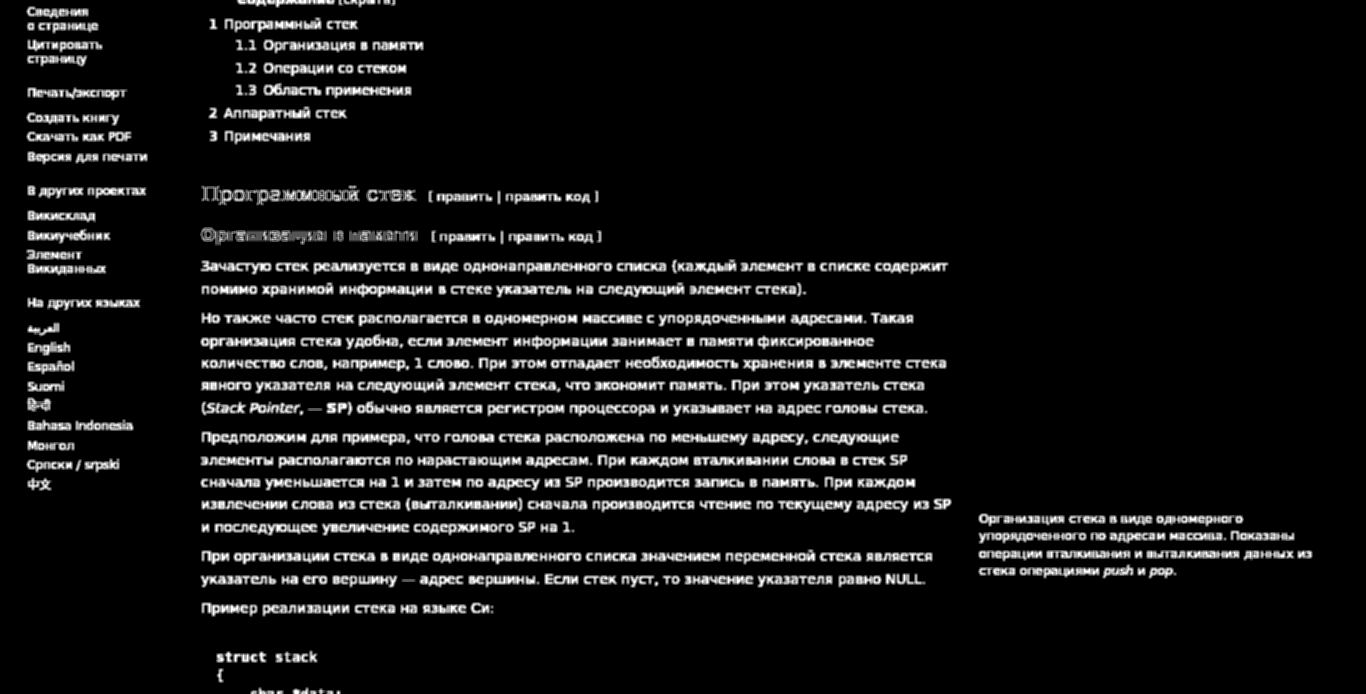 Сведения
о странице
Цитировать
страницу
Печать/экспорт
Создать книгу
Скачать как PDF
Версия для печати
В других проектах
Викисклад
Викиучебник
Элемент
Викиданных
На других языках
العربية
English
Español
Suomi
हिन्दी
Bahasa Indonesia
Монгол
Српски / srpski
中文
Содержание [скрыть]
1 Программный стек
1.1 Организация в памяти
1.2 Операции со стеком
1.3 Область применения
2 Аппаратный стек
3 Примечания
Программный стек [ править | править код ]
Организация в памяти [ править | править код ]
Зачастую стек реализуется в виде однонаправленного списка (каждый элемент в списке содержит
помимо хранимой информации в стеке указатель на следующий элемент стека).
Но также часто стек располагается в одномерном массиве с упорядоченными адресами. Такая
организация стека удобна, если элемент информации занимает в памяти фиксированное
количество слов, например, 1 слово. При этом отпадает необходимость хранения в элементе стека
явного указателя на следующий элемент стека, что экономит память. При этом указатель стека
(Stack Pointer, — SP) обычно является регистром процессора и указывает на адрес головы стека.
Предположим для примера, что голова стека расположена по меньшему адресу, следующие
элементы располагаются по нарастающим адресам. При каждом вталкивании слова в стек SP
сначала уменьшается на 1 и затем по адресу из SP производится запись в память. При каждом
извлечении слова из стека (выталкивании) сначала производится чтение по текущему адресу из SP
и последующее увеличение содержимого SP на 1.
При организации стека в виде однонаправленного списка значением переменной стека является
указатель на его вершину — адрес вершины. Если стек пуст, то значение указателя равно NULL.
Пример реализации стека на языке Си:
struct stack
{
char *data;
Организация стека в виде одномерного
упорядоченного по адресам массива. Показаны
операции вталкивания и выталкивания данных из
стека операциями push и pop.